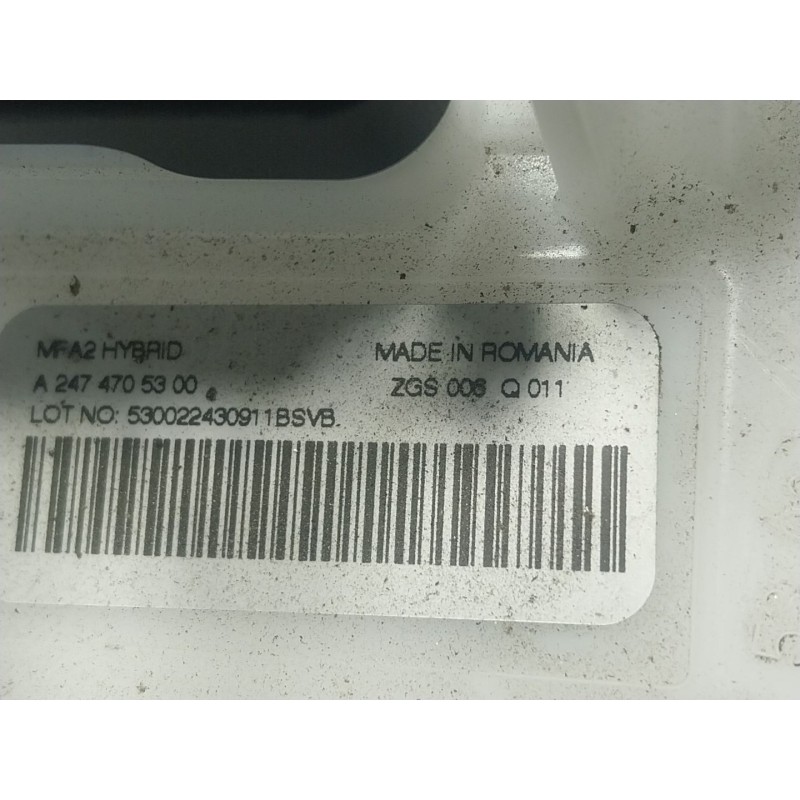 MFA2 HYBRID MADE IN ROMANIA
A 247 470 53 00 ZGS 006 Q 011
LOT NO: 530022430911BSVB.